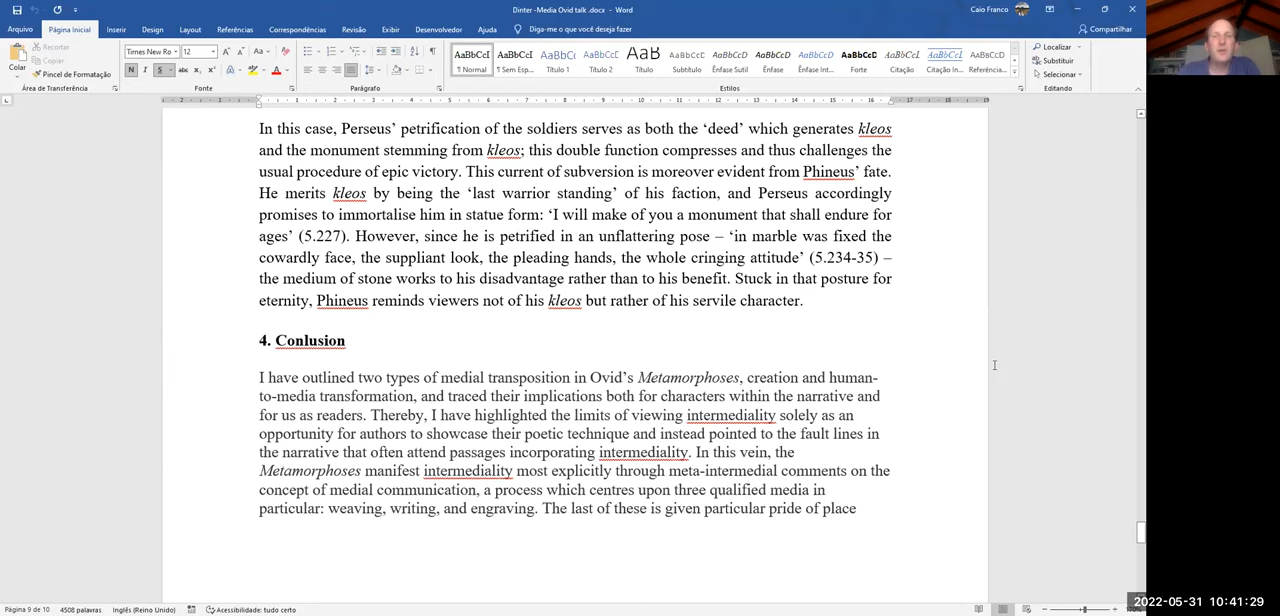 Dinter -Media Ovid talk .docx - Word
Caio Franco
Arquivo Página Inicial Inserir Design Layout Referências Correspondências Revisão Exibir Desenvolvedor Ajuda Diga-me o que você deseja fazer
Compartilhar
Colar
Recortar
Copiar
Pincel de Formatação
Área de Transferência
Times New Ro 12
Fonte
Parágrafo
AaBbCcI AaBbCcI AaBbC AaBbCc AaB AaBbCcD AaBbCcD AaBbCcD AaBbCcD AaBbCcD AaBbCcI AaBbCcI AaBbCcD
¶ Normal ¶ Sem Esp... Título 1 Título 2 Título Subtítulo Ênfase Sutil Ênfase Ênfase Int... Forte Citação Citação In... Referência...
Estilos
Localizar
Substituir
Selecionar
Editando
In this case, Perseus’ petrification of the soldiers serves as both the ‘deed’ which generates kleos
and the monument stemming from kleos; this double function compresses and thus challenges the
usual procedure of epic victory. This current of subversion is moreover evident from Phineus’ fate.
He merits kleos by being the ‘last warrior standing’ of his faction, and Perseus accordingly
promises to immortalise him in statue form: ‘I will make of you a monument that shall endure for
ages’ (5.227). However, since he is petrified in an unflattering pose – ‘in marble was fixed the
cowardly face, the suppliant look, the pleading hands, the whole cringing attitude’ (5.234-35) –
the medium of stone works to his disadvantage rather than to his benefit. Stuck in that posture for
eternity, Phineus reminds viewers not of his kleos but rather of his servile character.
4. Conlusion
I have outlined two types of medial transposition in Ovid’s Metamorphoses, creation and human-
to-media transformation, and traced their implications both for characters within the narrative and
for us as readers. Thereby, I have highlighted the limits of viewing intermediality solely as an
opportunity for authors to showcase their poetic technique and instead pointed to the fault lines in
the narrative that often attend passages incorporating intermediality. In this vein, the
Metamorphoses manifest intermediality most explicitly through meta-intermedial comments on the
concept of medial communication, a process which centres upon three qualified media in
particular: weaving, writing, and engraving. The last of these is given particular pride of place
Página 9 de 10 4508 palavras Inglês (Reino Unido) Acessibilidade: tudo certo
2022-05-31 10:41:29